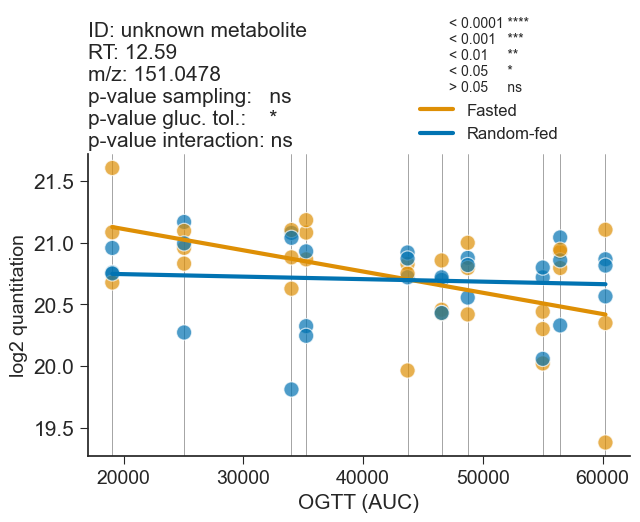 ID: unknown metabolite
RT: 12.59
m/z: 151.0478
p-value sampling: ns
p-value gluc. tol.: *
p-value interaction: ns
< 0.0001 ****
< 0.001 ***
< 0.01 **
< 0.05 *
> 0.05 ns
Fasted
Random-fed
log2 quantitation
21.5
21.0
20.5
20.0
19.5
20000 30000 40000 50000 60000
OGTT (AUC)